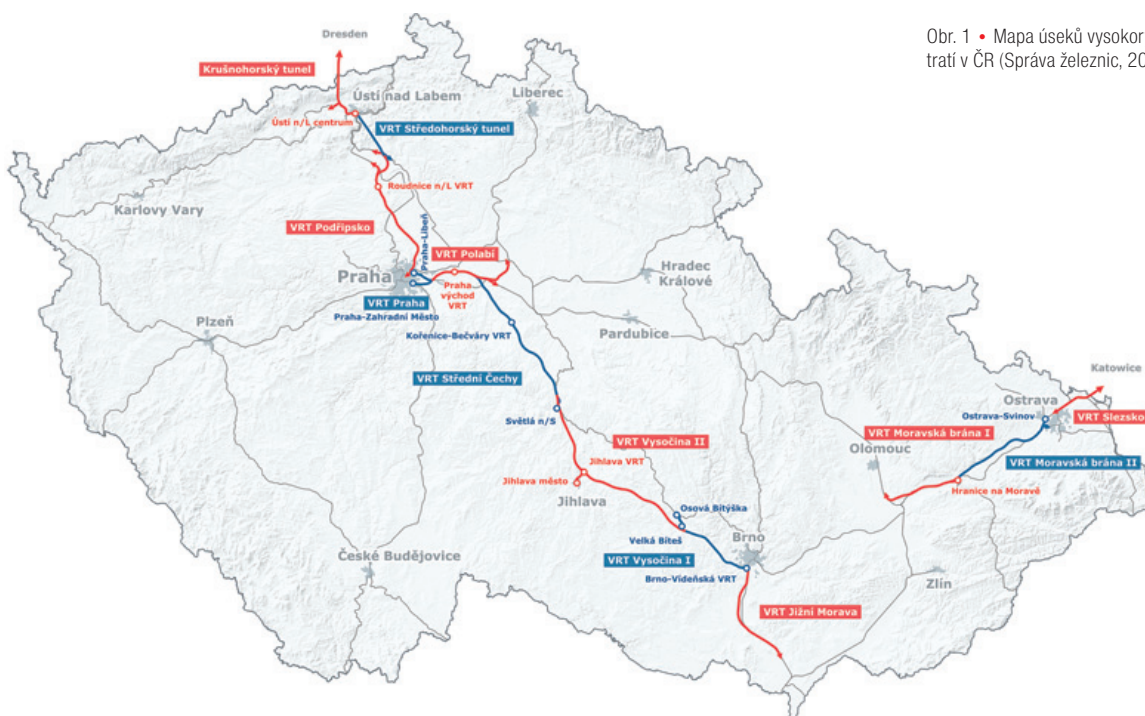 Obr. 1 • Mapa úseků vysokor
tratí v ČR (Správa železnic, 20
Dresden
Krušnohorský tunel
Ústí nad Labem
Liberec
Ústí n/L centrum
VRT Středohorský tunel
Roudnice n/L VRT
Karlovy Vary
VRT Podřipsko
Praha-Libeň
VRT Polabí
Praha
Praha
východ
VRT
Hradec
Králové
VRT Praha
Praha-Zahradní Město
Plzeň
Kořenice-Bečváry VRT
Pardubice
VRT Střední Čechy
Katowice
Ostrava
Světlá n/S
Ostrava-Svinov
VRT Slezsko
VRT Vysočina II
VRT Moravská brána I
Olomouc
VRT Moravská brána II
Jihlava VRT
Jihlava město
Jihlava
Hranice na Moravě
Osová Bítýška
Velká Bíteš
Brno
České Budějovice
VRT Vysočina I
Brno-Vídeňská VRT
Zlín
VRT Jižní Morava